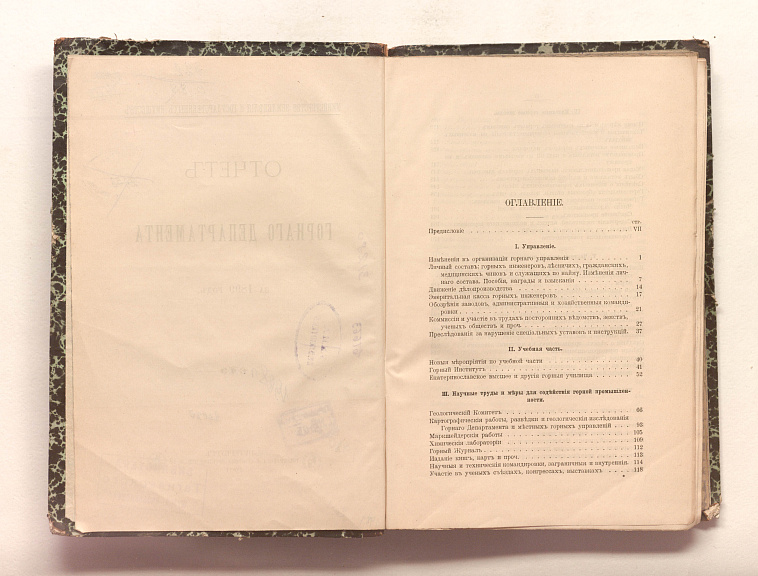 ОГЛАВЛЕНІЕ.
стр.
Предисловіе . . . VII
I. Управленіе.
Измѣненія въ организаціи горнаго управленія . . . 1
Личный составъ: горныхъ инженеровъ, лѣсничихъ, гражданскихъ,
медицинскихъ чиновъ и служащихъ по найму. Измѣненія лич-
наго состава. Пособія, награды и взысканія . . . 7
Движеніе дѣлопроизводства . . . 14
Эмеритальная касса горныхъ инженеровъ . . . 17
Обозрѣнія заводовъ, административныя и хозяйственныя команди-
ровки . . . 21
Коммиссіи и участіе въ трудахъ постороннихъ вѣдомствъ, земствъ,
ученыхъ обществъ и проч. . . . 27
Преслѣдованія за нарушеніе спеціальныхъ уставовъ и инструкцій. 37
II. Учебная часть.
Новыя мѣропріятія по учебной части . . . 40
Горный Институтъ . . . 41
Екатеринославское высшее и другія горныя училища . . . 52
III. Научные труды и мѣры для содѣйствія горной промышлен-
ности.
Геологическій Комитетъ . . . 66
Картографическія работы, развѣдки и геологическія изслѣдованія
Горнаго Департамента и мѣстныхъ горныхъ управленій . . . 93
Маркшейдерскія работы . . . 105
Химическія лабораторіи . . . 109
Горный Журналъ . . . 112
Изданіе книгъ, картъ и проч. . . . 113
Научныя и техническія командировки, заграничныя и внутреннія. 114
Участіе въ ученыхъ съѣздахъ, конгрессахъ, выставкахъ . . . 118
ОТЧЕТЪ
ГОРНАГО ДЕПАРТАМЕНТА